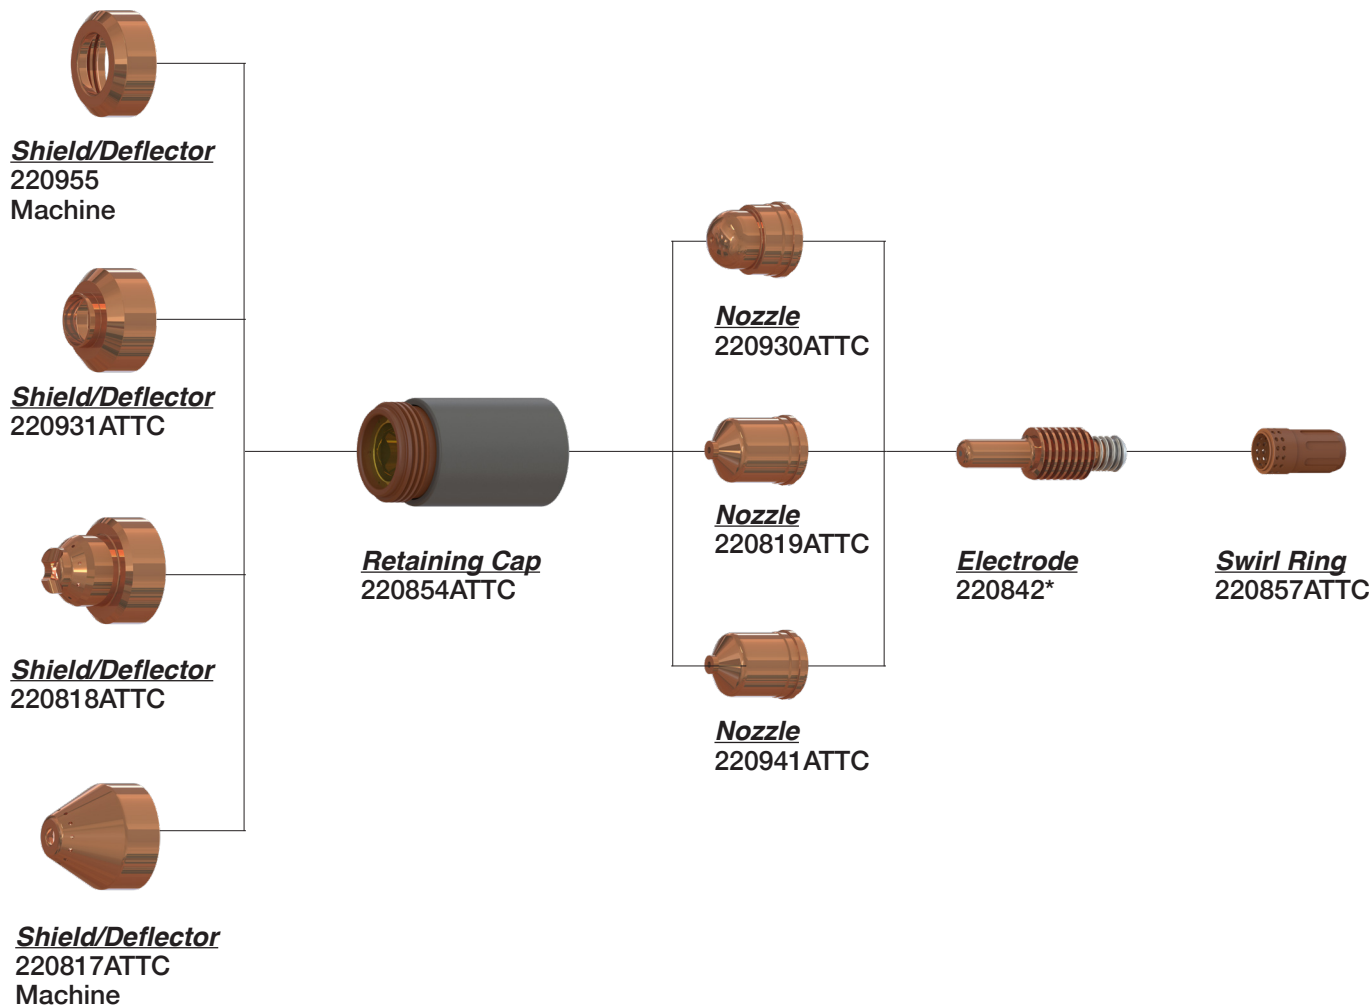 Shield/Deflector
220955
Machine
Shield/Deflector
220931ATTC
Shield/Deflector
220818ATTC
Shield/Deflector
220817ATTC
Machine
Retaining Cap
220854ATTC
Nozzle
220930ATTC
Nozzle
220819ATTC
Nozzle
220941ATTC
Electrode
220842*
Swirl Ring
220857ATTC